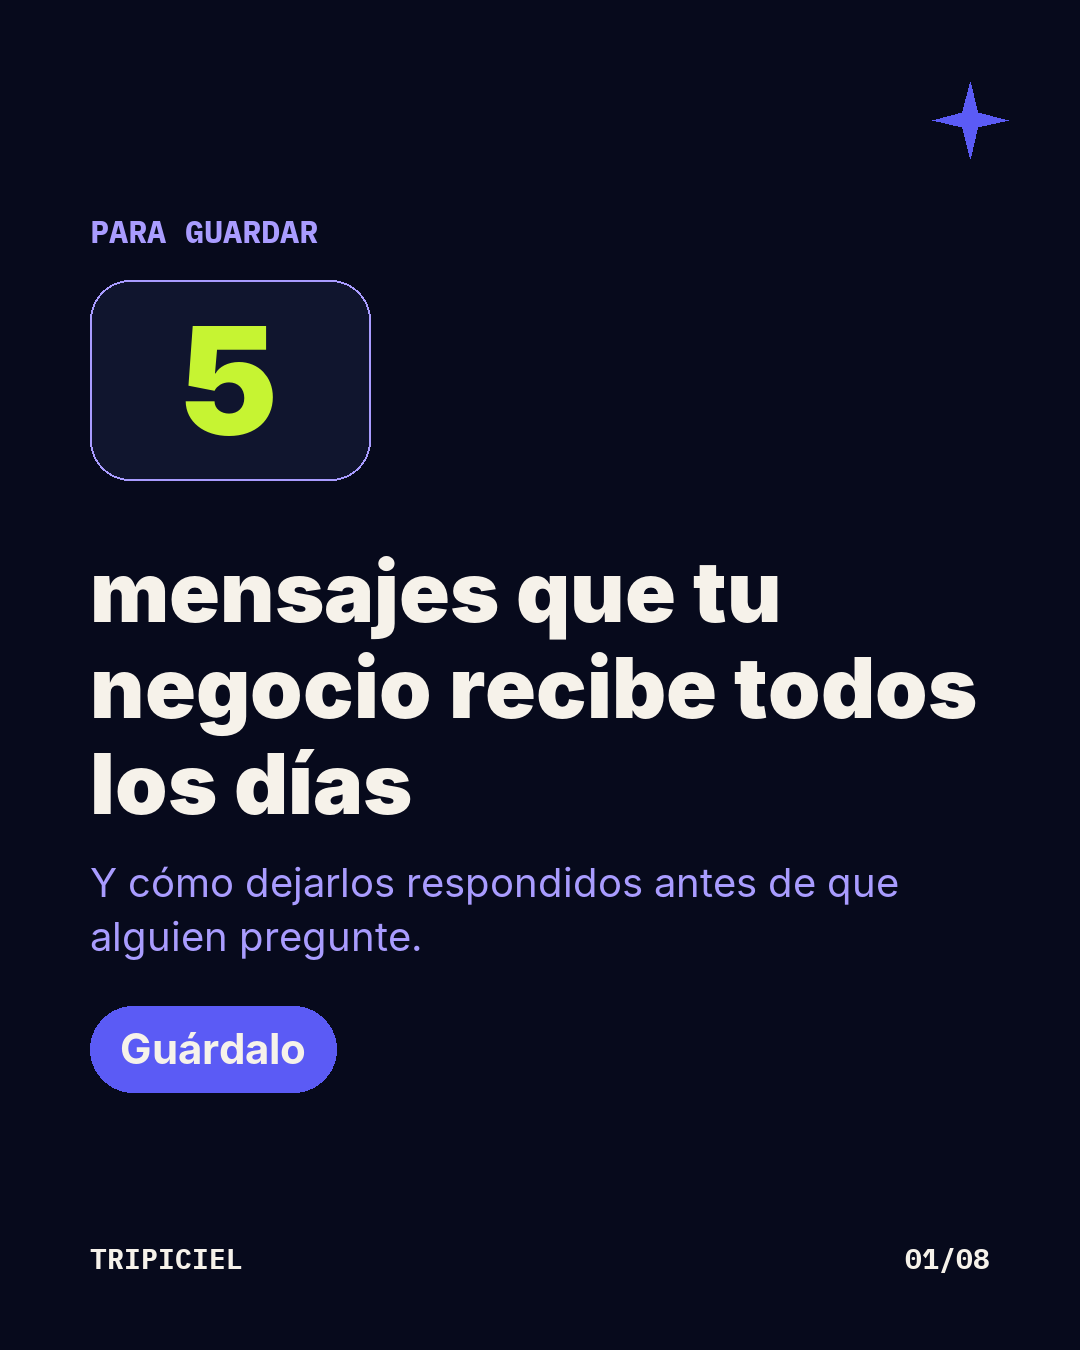 PARA GUARDAR
5
mensajes que tu
negocio recibe todos
los días
Y cómo dejarlos respondidos antes de que
alguien pregunte.
Guárdalo
TRIPICIEL
01/08